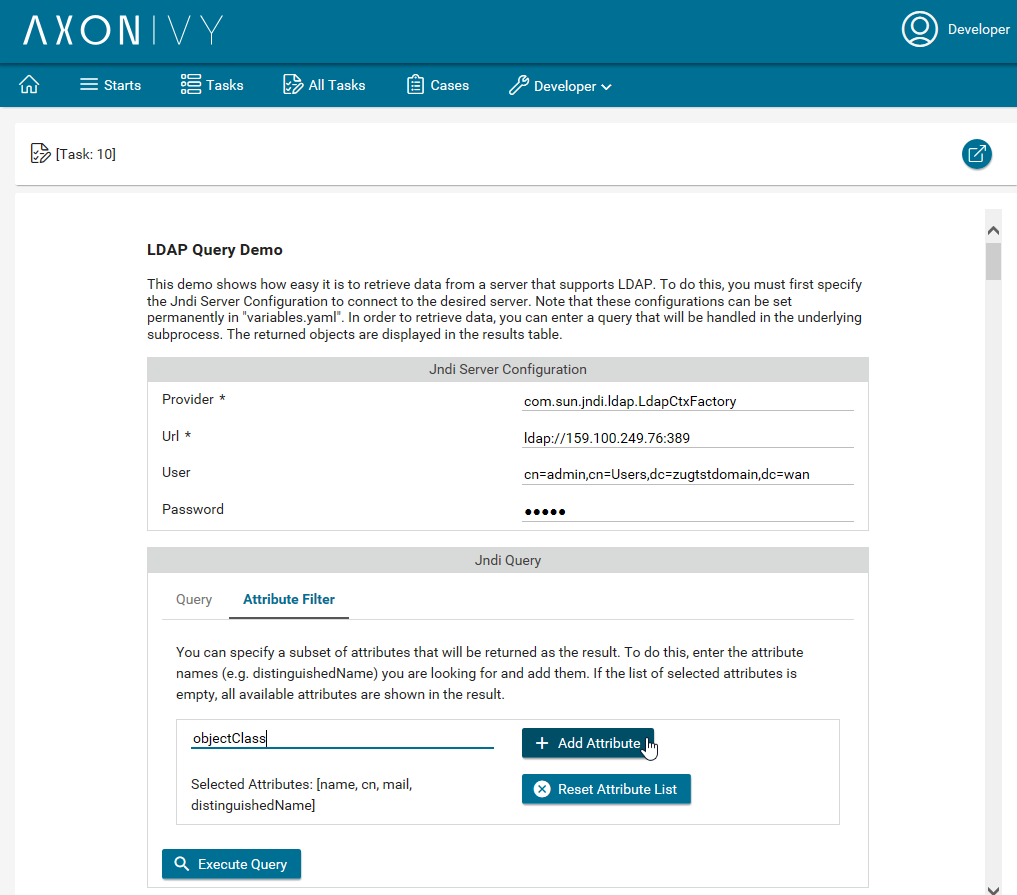 AXONIVY
Developer
Starts
Tasks
All Tasks
Cases
Developer
[Task: 10]
LDAP Query Demo
This demo shows how easy it is to retrieve data from a server that supports LDAP. To do this, you must first specify
the Jndi Server Configuration to connect to the desired server. Note that these configurations can be set
permanently in "variables.yaml". In order to retrieve data, you can enter a query that will be handled in the underlying
subprocess. The returned objects are displayed in the results table.
Jndi Server Configuration
Provider *
com.sun.jndi.ldap.LdapCtxFactory
Url *
ldap://159.100.249.76:389
User
cn=admin,cn=Users,dc=zugtstdomain,dc=wan
Password
●●●●●
Jndi Query
Query
Attribute Filter
You can specify a subset of attributes that will be returned as the result. To do this, enter the attribute
names (e.g. distinguishedName) you are looking for and add them. If the list of selected attributes is
empty, all available attributes are shown in the result.
objectClass
Add Attribute
Selected Attributes: [name, cn, mail,
distinguishedName]
Reset Attribute List
Execute Query